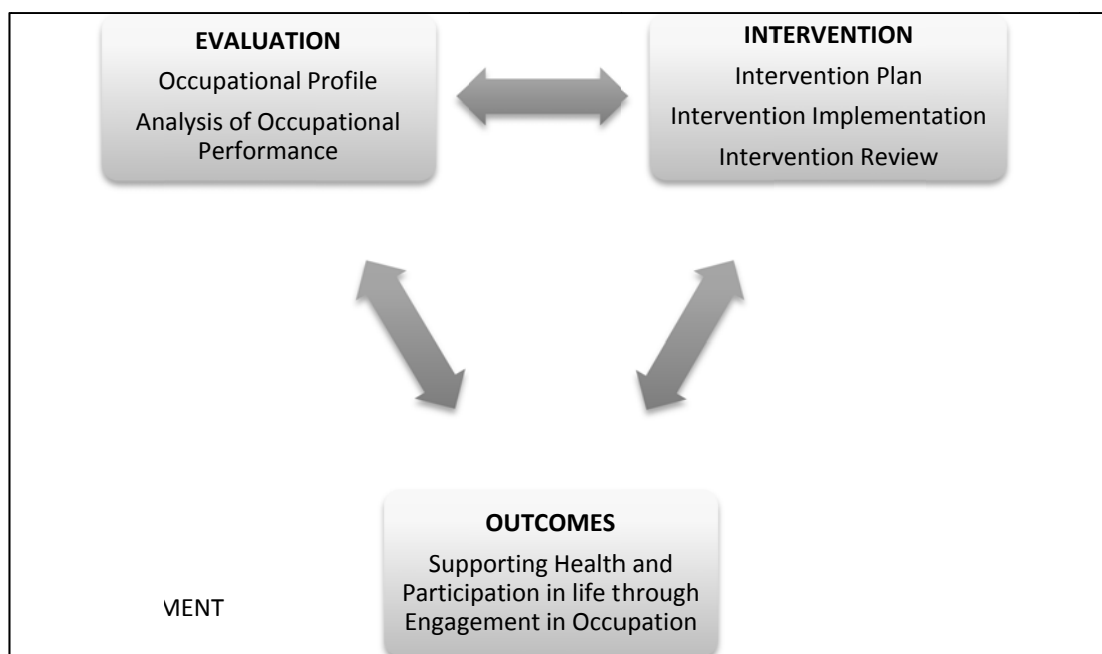 EVALUATION
Occupational Profile
Analysis of Occupational
Performance
INTERVENTION
Intervention Plan
Intervention Implementation
Intervention Review
OUTCOMES
Supporting Health and
Participation in life through
Engagement in Occupation
MENT